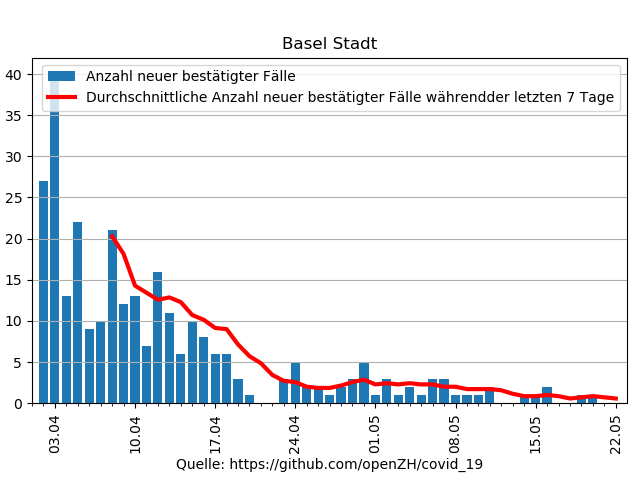 Basel Stadt
Anzahl neuer bestätigter Fälle
Durchschnittliche Anzahl neuer bestätigter Fälle währendder letzten 7 Tage
40
35
30
25
20
15
10
5
0
03.04 10.04 17.04 24.04 01.05 08.05 15.05 22.05
Quelle: https://github.com/openZH/covid_19